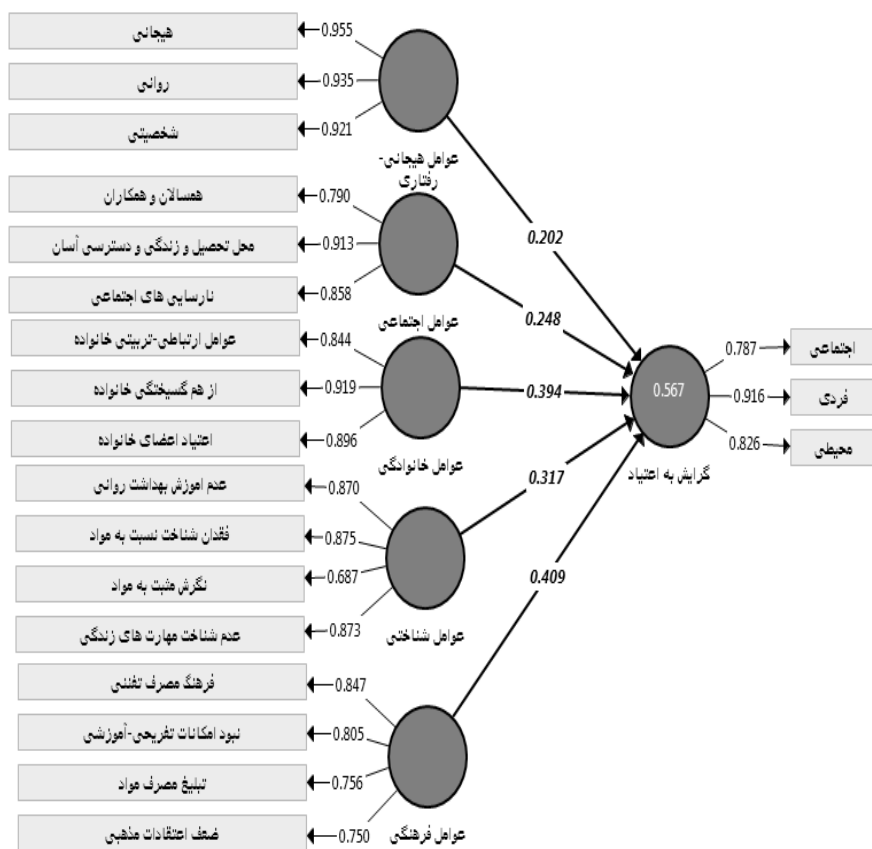 هیجانی
0.955
روانی
0.935
شخصیتی
0.921
عوامل هیجانی-
رفتاری
0.202
همسالان و همکاران
0.790
محل تحصیل و زندگی و دسترسی آسان
0.913
نارسایی های اجتماعی
0.858
عوامل اجتماعی
0.248
عوامل ارتباطی-تربیتی خانواده
0.844
از هم گسیختگی خانواده
0.919
اعتیاد اعضای خانواده
0.896
عوامل خانوادگی
0.394
عدم اموزش بهداشت روانی
0.870
فقدان شناخت نسبت به مواد
0.875
نگرش مثبت به مواد
0.687
عدم شناخت مهارت های زندگی
0.873
عوامل شناختی
0.317
فرهنگ مصرف تفننی
0.847
نبود امکانات تفریحی-آموزشی
0.805
تبلیغ مصرف مواد
0.756
ضعف اعتقادات مذهبی
0.750
عوامل فرهنگی
0.409
0.567
گرایش به اعتیاد
0.787
اجتماعی
0.916
فردی
0.826
محیطی